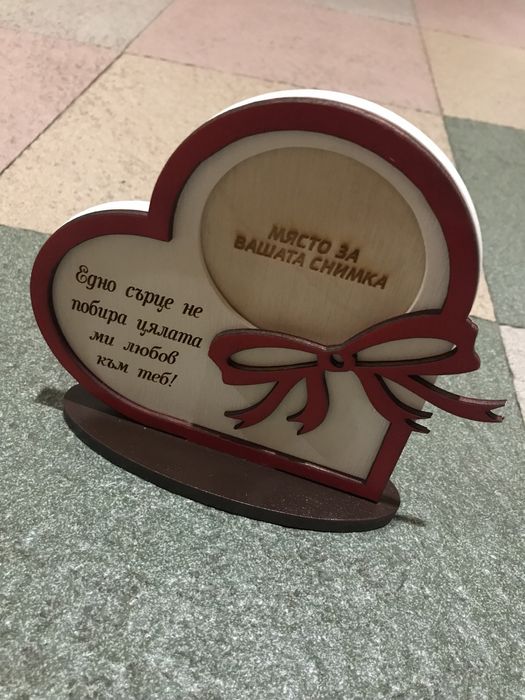 МЯСТО ЗА
ВАШАТА СНИМКА
Едно сърце не
побира цялата
ми любов
към теб!